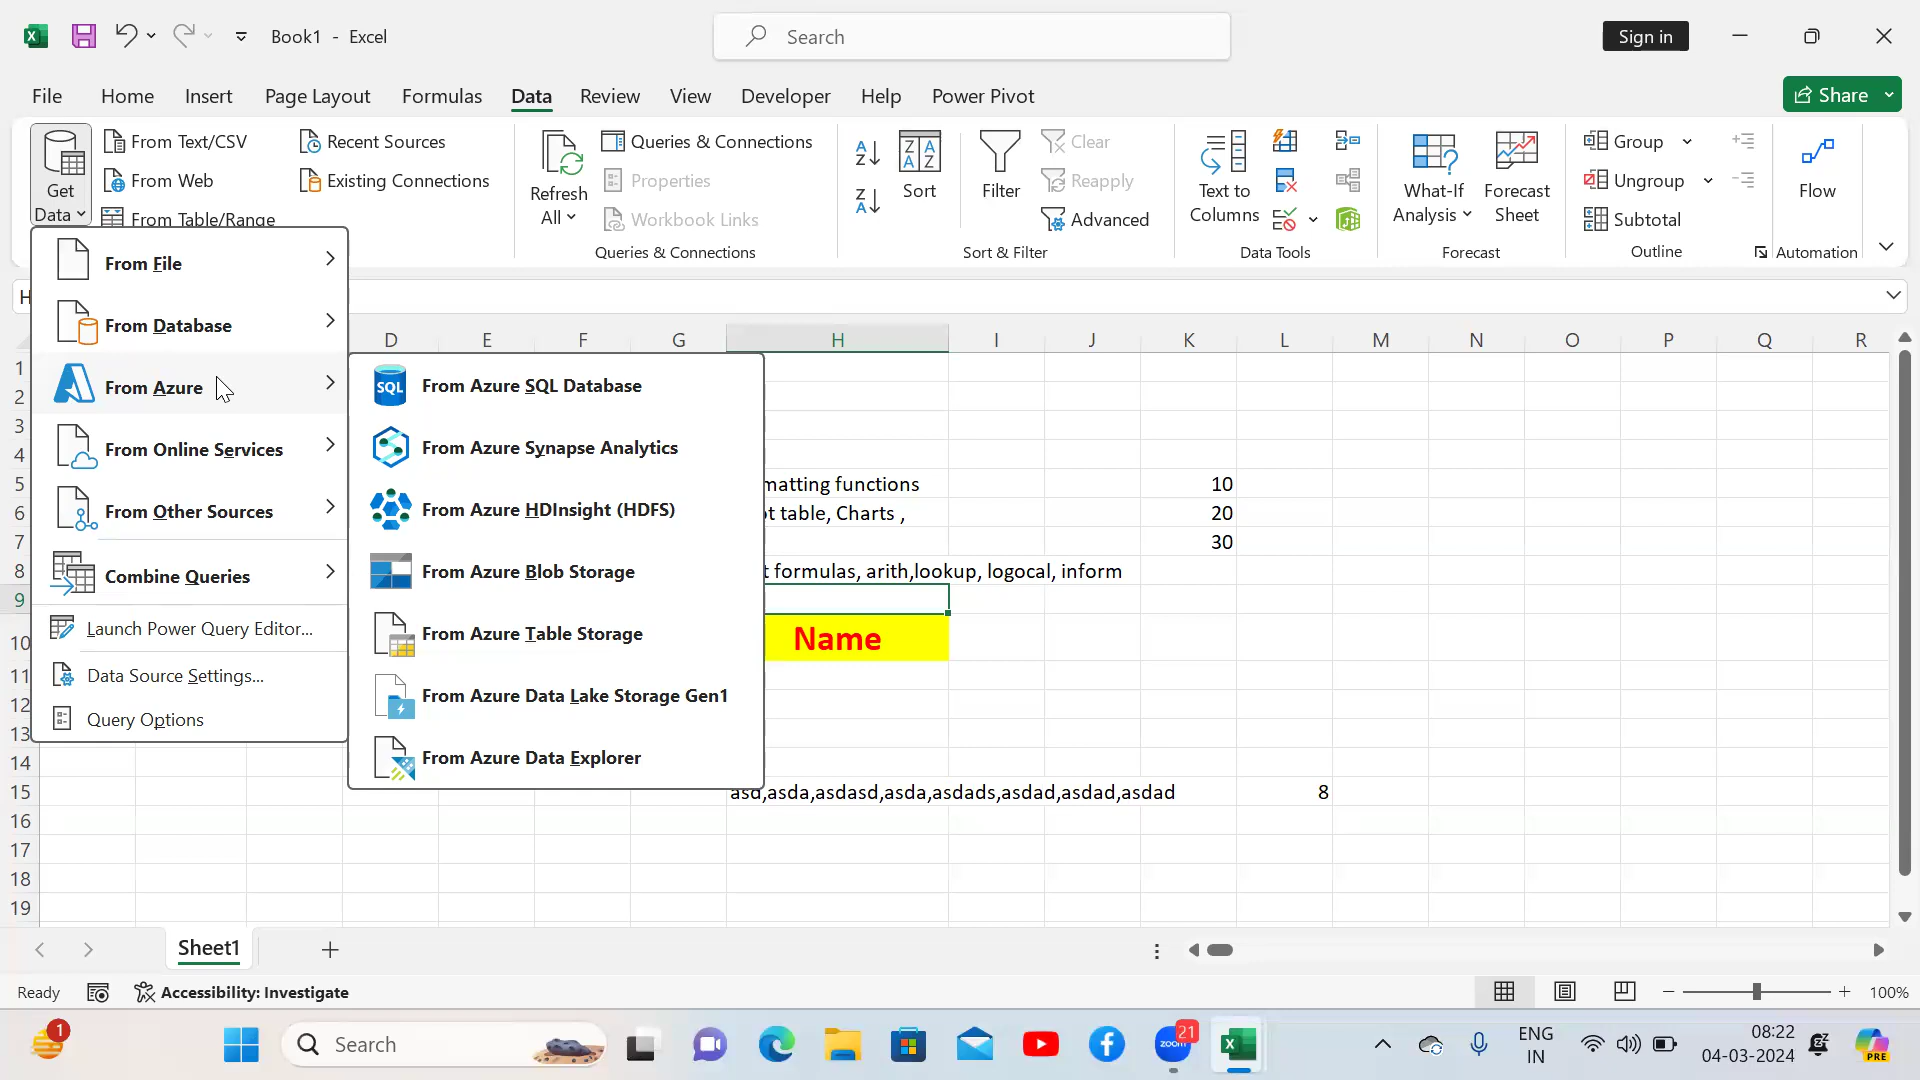 Book1 - Excel
Search
Sign in
File Home Insert Page Layout Formulas Data Review View Developer Help Power Pivot
Share
Get Data
From Text/CSV
From Web
From Table/Range
Recent Sources
Existing Connections
Refresh All
Queries & Connections
Properties
Workbook Links
Queries & Connections
Sort
Filter
Clear
Reapply
Advanced
Sort & Filter
Text to Columns
Data Tools
What-If Analysis
Forecast Sheet
Forecast
Group
Ungroup
Subtotal
Outline
Flow
Automation
From File
From Database
From Azure
From Online Services
From Other Sources
Combine Queries
Launch Power Query Editor...
Data Source Settings...
Query Options
From Azure SQL Database
From Azure Synapse Analytics
From Azure HDInsight (HDFS)
From Azure Blob Storage
From Azure Table Storage
From Azure Data Lake Storage Gen1
From Azure Data Explorer
D E F G H I J K L M N O P Q R
1
2
3
4
5 matting functions 10
6 ot table, Charts , 20
7 30
8 t formulas, arith,lookup, logocal, inform
9
10 Name
11
12
13
14
15 asd,asda,asdasd,asda,asdads,asdad,asdad,asdad 8
16
17
18
19
Sheet1
Ready
Accessibility: Investigate
100%
1
Search
zoom
21
ENG
IN
08:22
04-03-2024
PRE